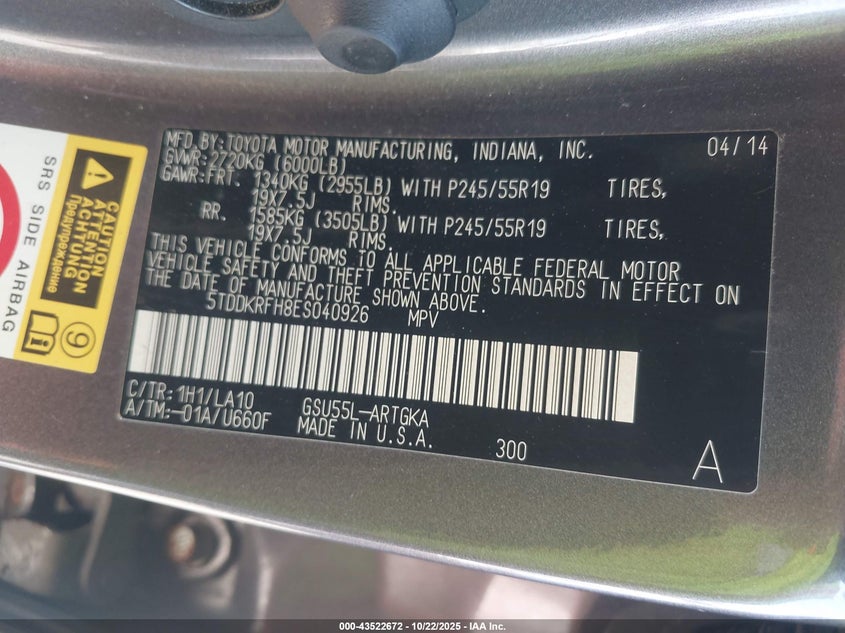 MFD.BY:TOYOTA MOTOR MANUFACTURING, INDIANA, INC. 04/14
GVWR:2720KG (6000LB)
GAWR:FRT. 1340KG (2955LB) WITH P245/55R19 TIRES,
19X7.5J RIMS.
RR. 1585KG (3505LB) WITH P245/55R19 TIRES,
19X7.5J RIMS.
THIS VEHICLE CONFORMS TO ALL APPLICABLE FEDERAL MOTOR
VEHICLE SAFETY AND THEFT PREVENTION STANDARDS IN EFFECT ON
THE DATE OF MANUFACTURE SHOWN ABOVE.
5TDDKRFH8ES040926 MPV
C/TR:1H1/LA10 GSU55L-ARTGKA
A/TM:-01A/U660F MADE IN U.S.A. 300 A
SRS SIDE AIRBAG
CAUTION
ATTENTION
ACHTUNG
Предупреждение
9
000-43522672 - 10/22/2025 - IAA Inc.